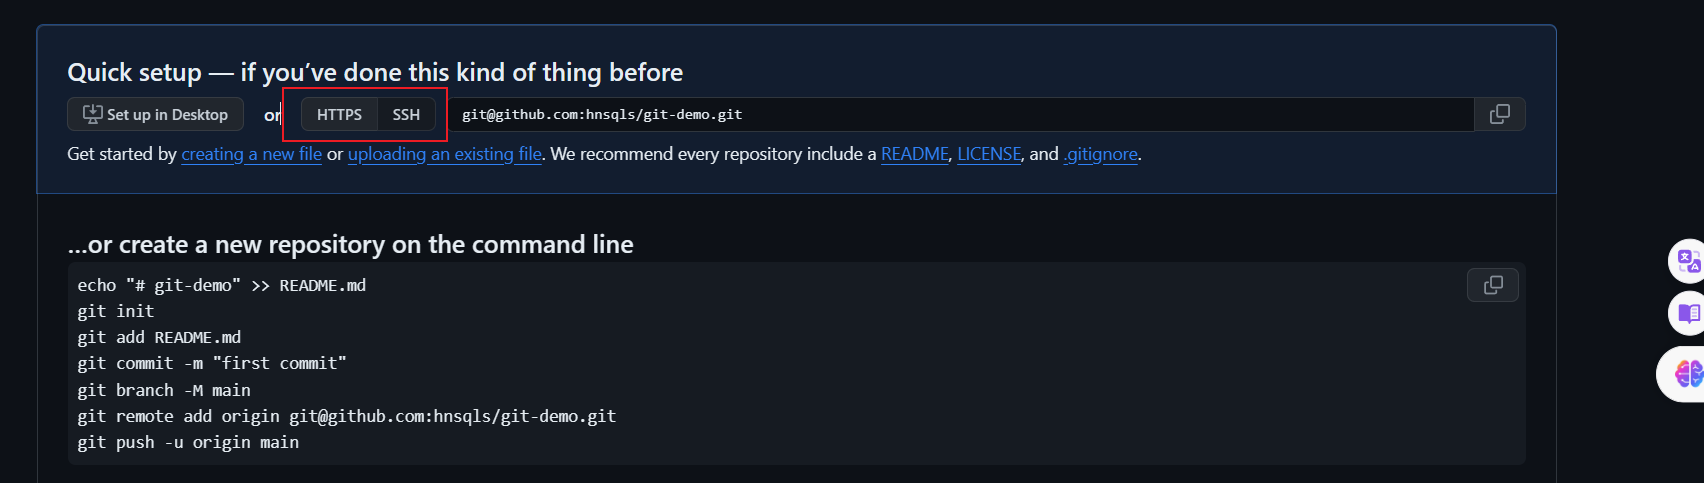 Quick setup — if you’ve done this kind of thing before
Set up in Desktop or HTTPS SSH git@github.com:hnsqls/git-demo.git
Get started by creating a new file or uploading an existing file. We recommend every repository include a README, LICENSE, and .gitignore.
…or create a new repository on the command line
echo "# git-demo" >> README.md
git init
git add README.md
git commit -m "first commit"
git branch -M main
git remote add origin git@github.com:hnsqls/git-demo.git
git push -u origin main